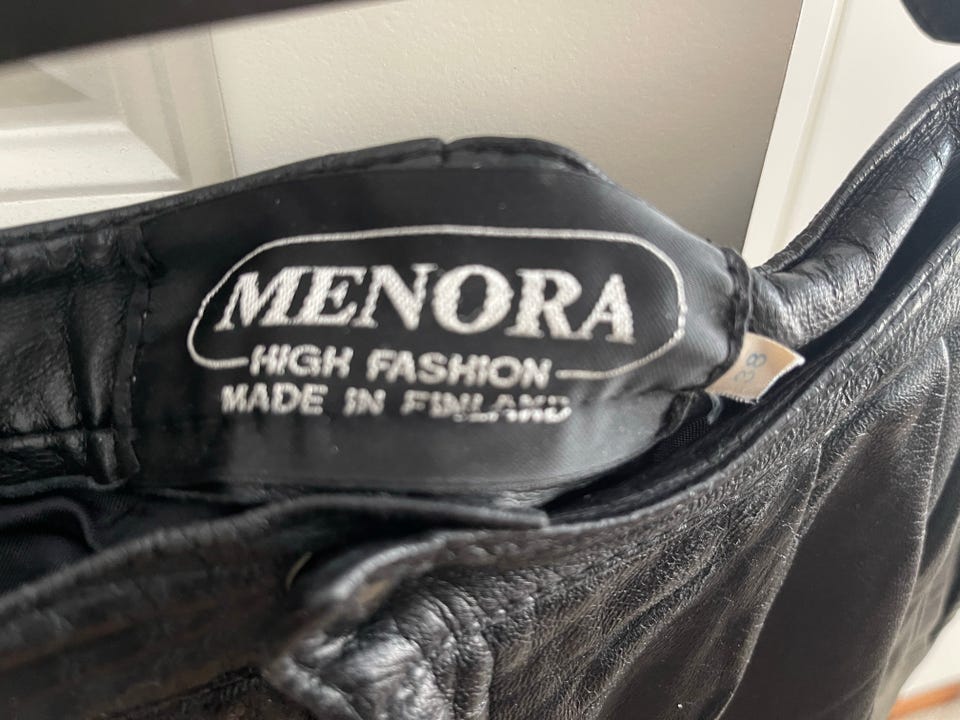 MENORA
HIGH FASHION
MADE IN FINLAND
38